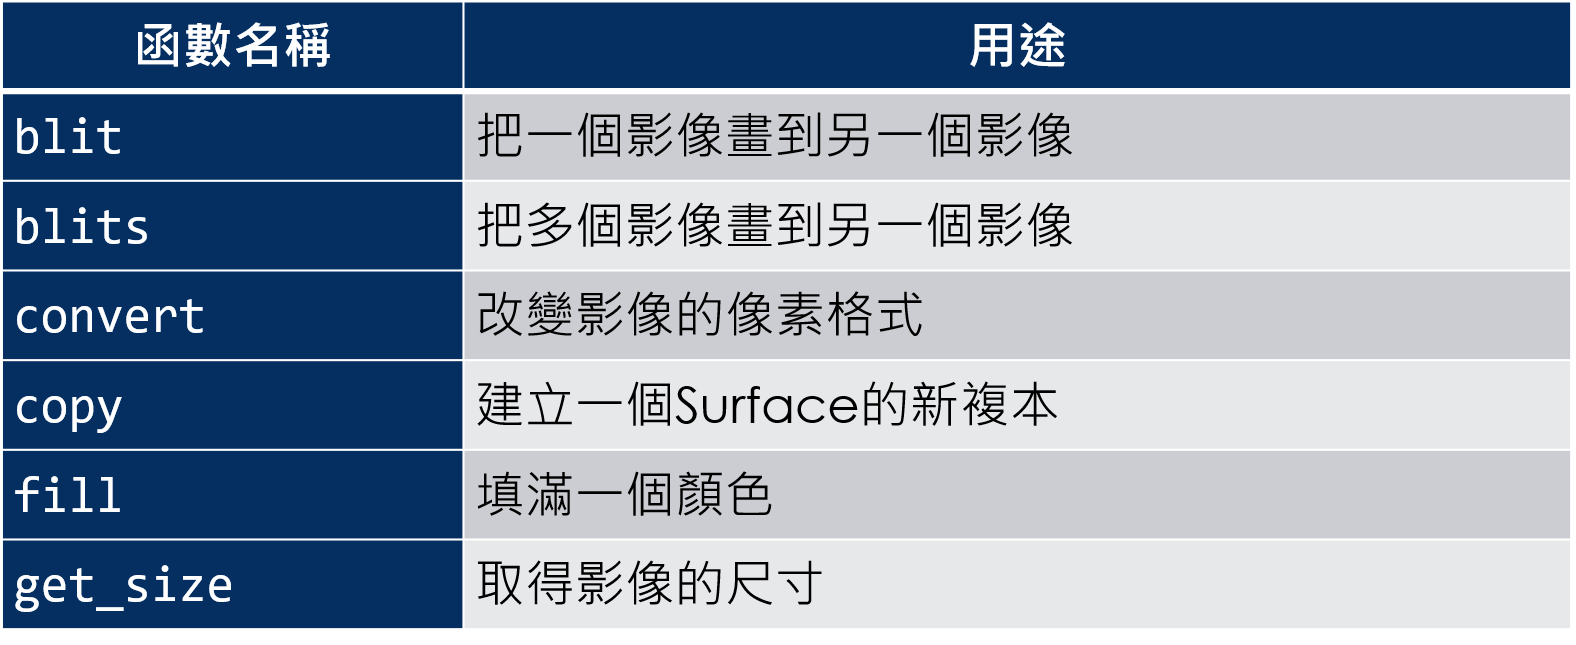 函數名稱 用途
blit 把一個影像畫到另一個影像
blits 把多個影像畫到另一個影像
convert 改變影像的像素格式
copy 建立一個Surface的新複本
fill 填滿一個顏色
get_size 取得影像的尺寸